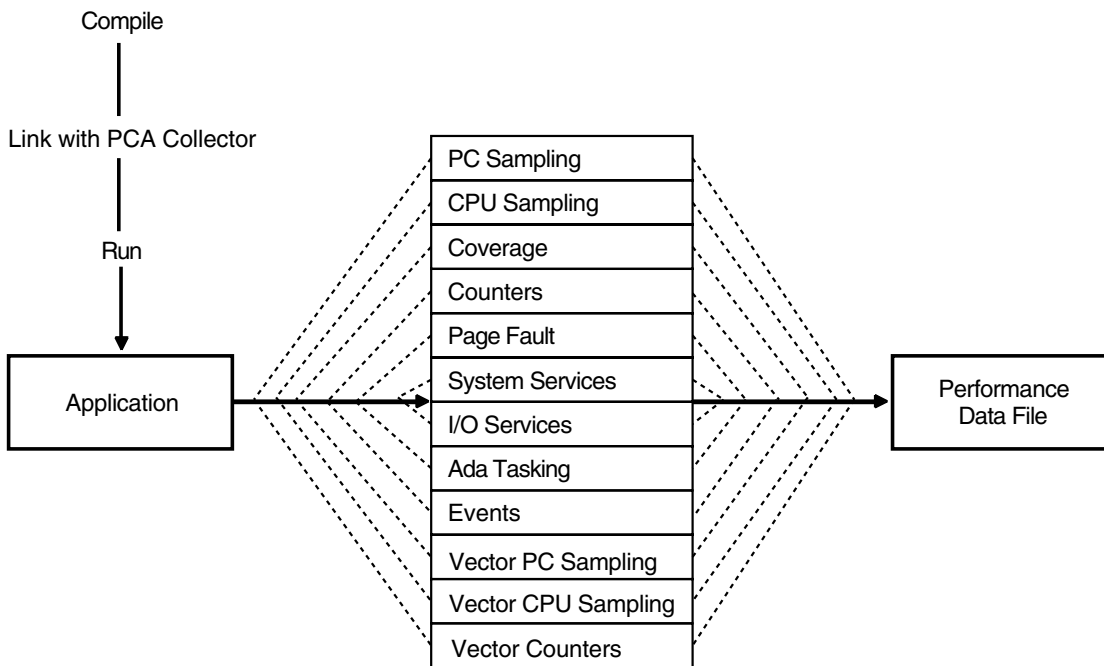 Compile
Link with PCA Collector
Run
Application
PC Sampling
CPU Sampling
Coverage
Counters
Page Fault
System Services
I/O Services
Ada Tasking
Events
Vector PC Sampling
Vector CPU Sampling
Vector Counters
Performance
Data File